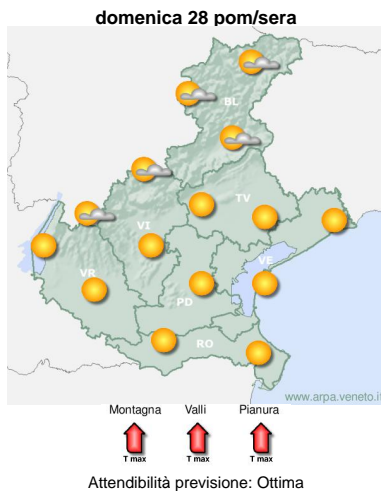 domenica 28 pom/sera
BL
TV
VI
VE
VR
PD
RO
www.arpa.veneto.it
Montagna Valli Pianura
T max T max T max
Attendibilità previsione: Ottima